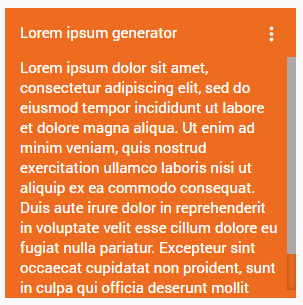 Lorem ipsum generator
Lorem ipsum dolor sit amet,
consectetur adipiscing elit, sed do
eiusmod tempor incididunt ut labore
et dolore magna aliqua. Ut enim ad
minim veniam, quis nostrud
exercitation ullamco laboris nisi ut
aliquip ex ea commodo consequat.
Duis aute irure dolor in reprehenderit
in voluptate velit esse cillum dolore eu
fugiat nulla pariatur. Excepteur sint
occaecat cupidatat non proident, sunt
in culpa qui officia deserunt mollit